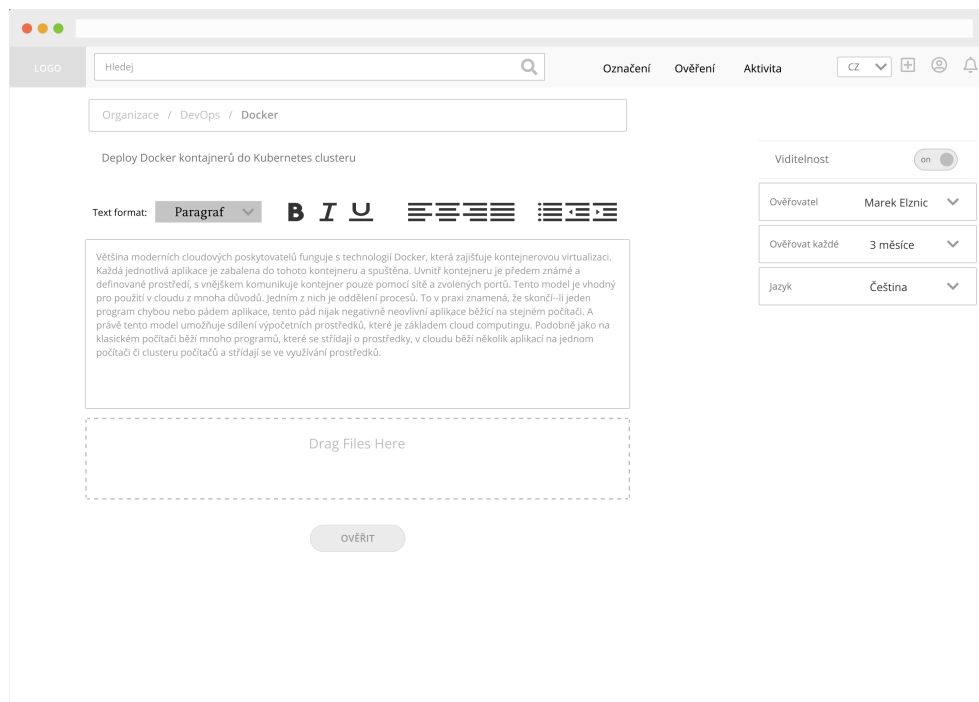 LOGO
Hledej
Označení
Ověření
Aktivita
CZ
Organizace / DevOps / Docker
Deploy Docker kontajnerů do Kubernetes clusteru
Viditelnost
on
Text format:
Paragraf
B I U
Ověřovatel
Marek Elznic
Ověřovat každé
3 měsíce
Jazyk
Čeština
Většina moderních cloudových poskytovatelů funguje s technologií Docker, která zajišťuje kontejnerovou virtualizaci.
Každá jednotlivá aplikace je zabalena do tohoto kontejneru a spuštěna. Uvnitř kontejneru je předem známé a
definované prostředí, s vnějškem komunikuje kontejner pouze pomocí sítě a zvolených portů. Tento model je vhodný
pro použití v cloudu z mnoha důvodů. Jedním z nich je oddělení procesů. To v praxi znamená, že skončí--li jeden
program chybou nebo pádem aplikace, tento pád nijak negativně neovlivní aplikace běžící na stejném počítači. A
právě tento model umožňuje sdílení výpočetních prostředků, které je základem cloud computingu. Podobně jako na
klasickém počítači běží mnoho programů, které se střídají o prostředky, v cloudu běží několik aplikací na jednom
počítači či clusteru počítačů a střídají se ve využívání prostředků.
Drag Files Here
OVĚŘIT